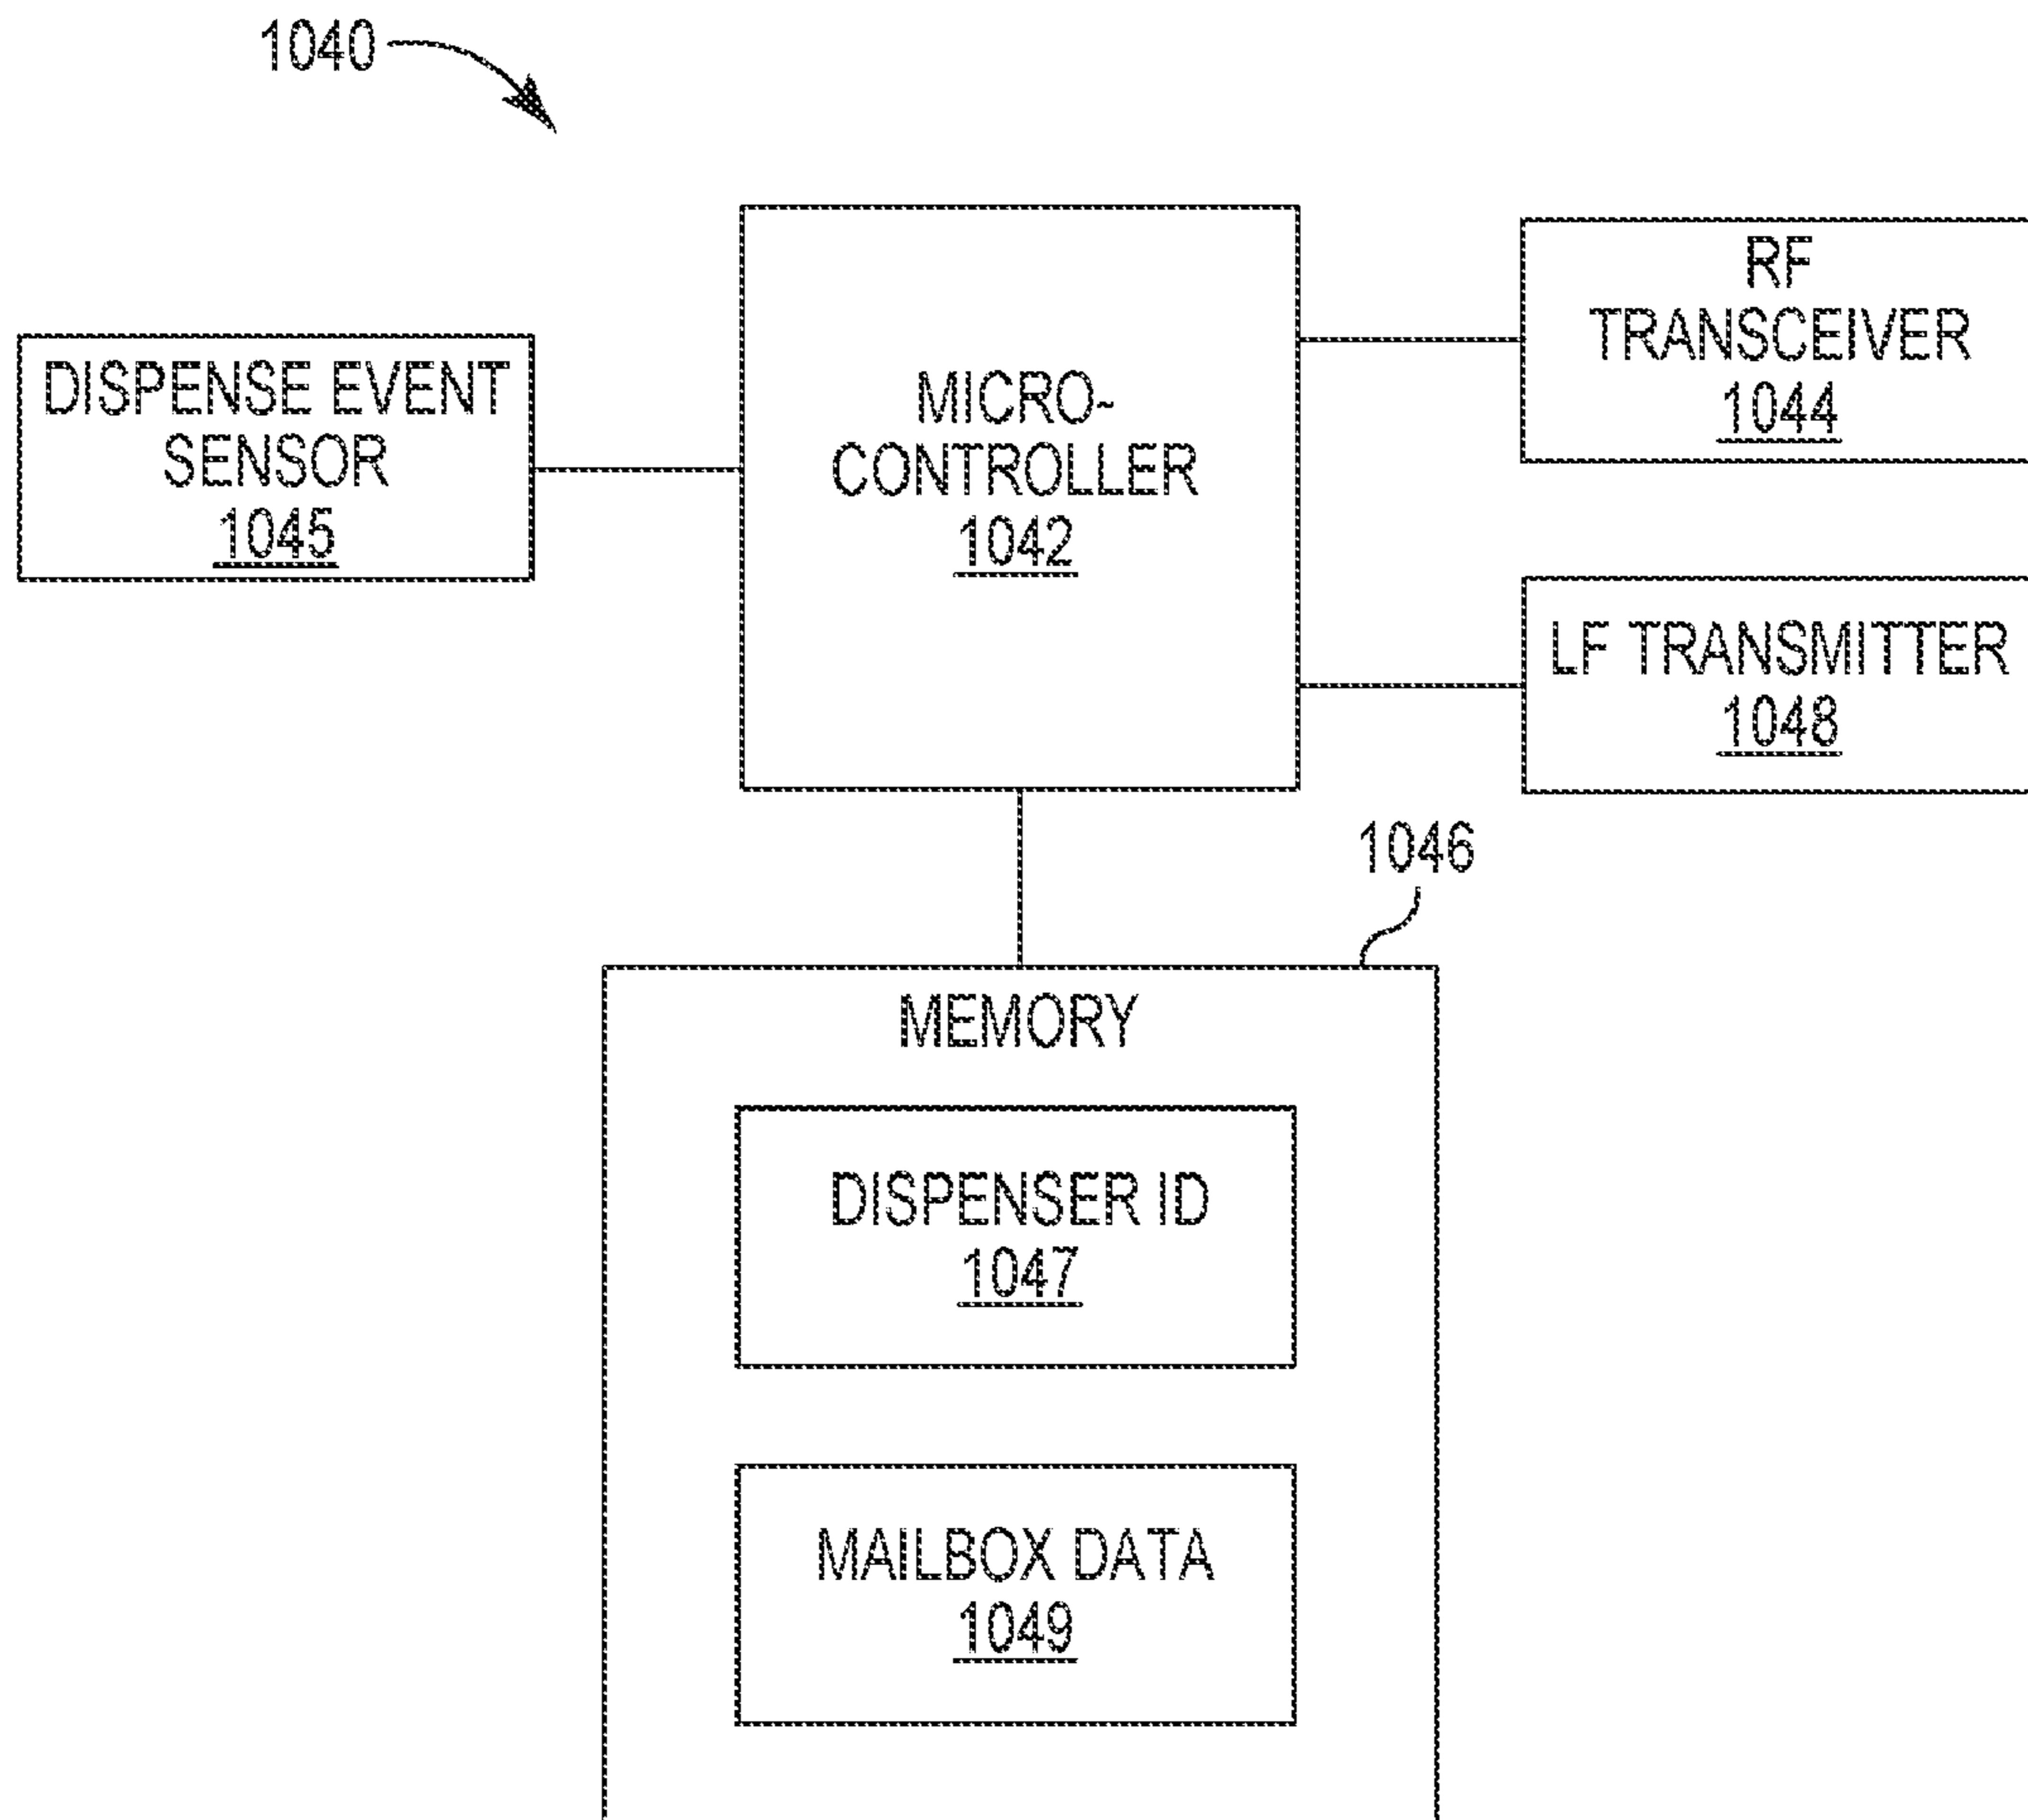 1040
DISPENSE EVENT
SENSOR
1045
MICRO-
CONTROLLER
1042
RF
TRANSCEIVER
1044
LF TRANSMITTER
1048
1046
MEMORY
DISPENSER ID
1047
MAILBOX DATA
1049